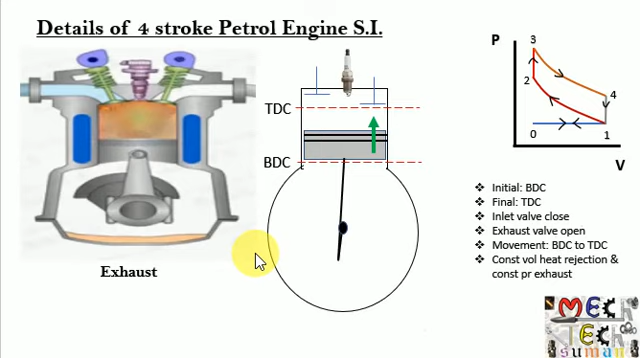 Details of 4 stroke Petrol Engine S.I.
P
3
2
4
0
1
V
TDC
BDC
Exhaust
❖ Initial: BDC
❖ Final: TDC
❖ Inlet valve close
❖ Exhaust valve open
❖ Movement: BDC to TDC
❖ Const vol heat rejection &
const pr exhaust
MECH
TECH
suman